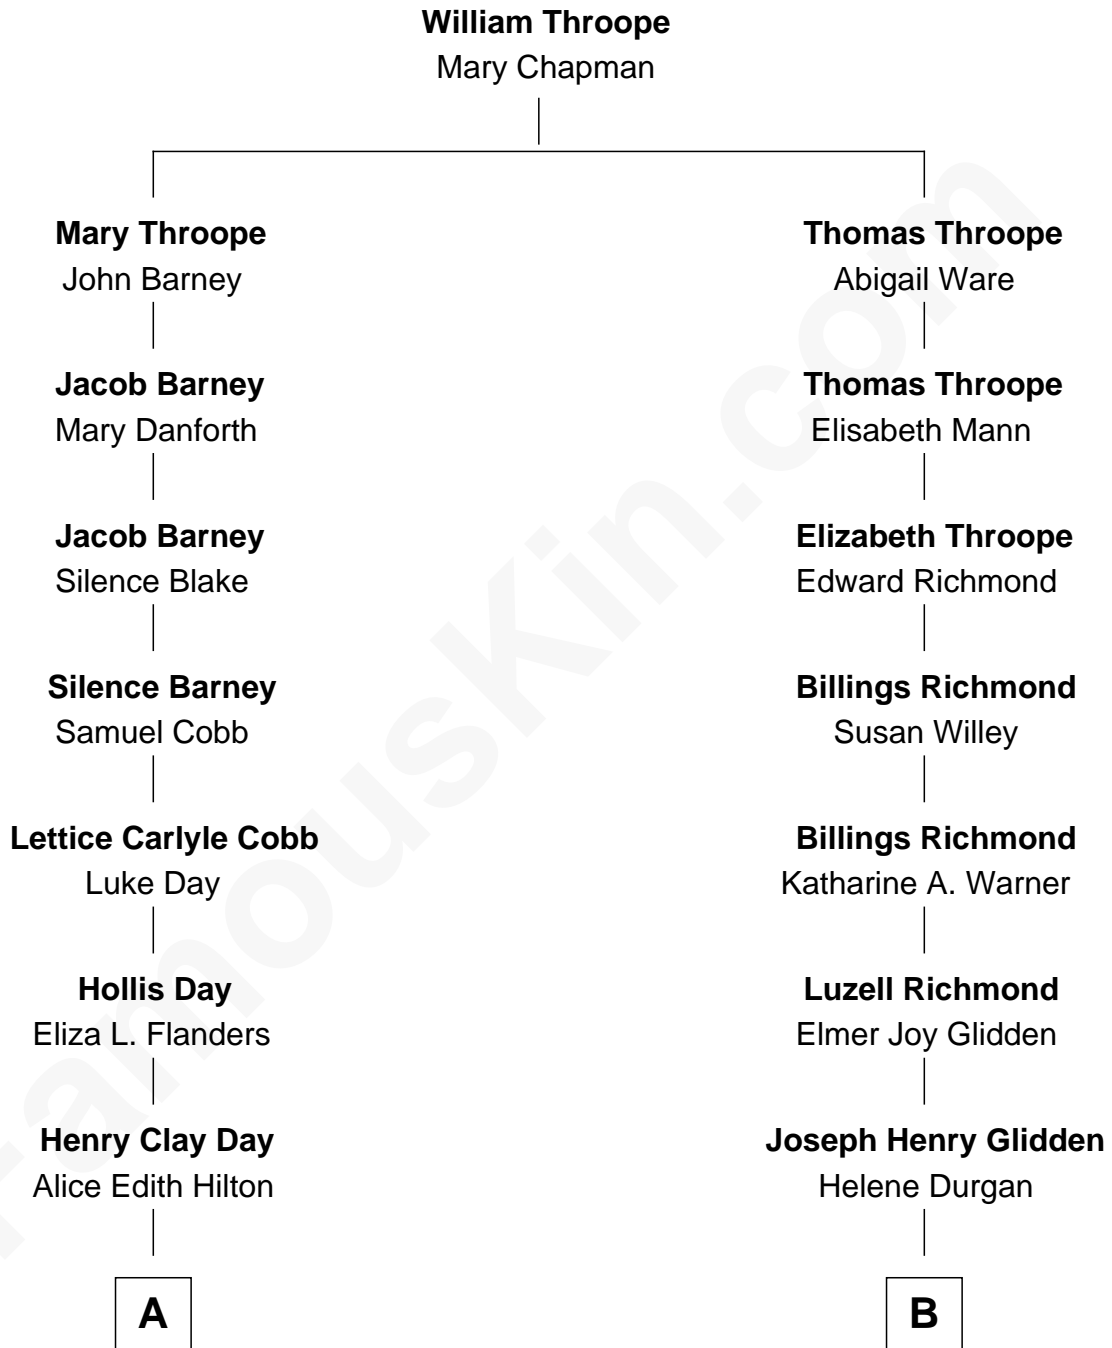 William Throope
Mary Chapman
Mary Throope
John Barney
Thomas Throope
Abigail Ware
Jacob Barney
Mary Danforth
Thomas Throope
Elisabeth Mann
Jacob Barney
Silence Blake
Elizabeth Throope
Edward Richmond
Silence Barney
Samuel Cobb
Billings Richmond
Susan Willey
Lettice Carlyle Cobb
Luke Day
Billings Richmond
Katharine A. Warner
Hollis Day
Eliza L. Flanders
Luzell Richmond
Elmer Joy Glidden
Henry Clay Day
Alice Edith Hilton
Joseph Henry Glidden
Helene Durgan
A
B
FamousKin.com